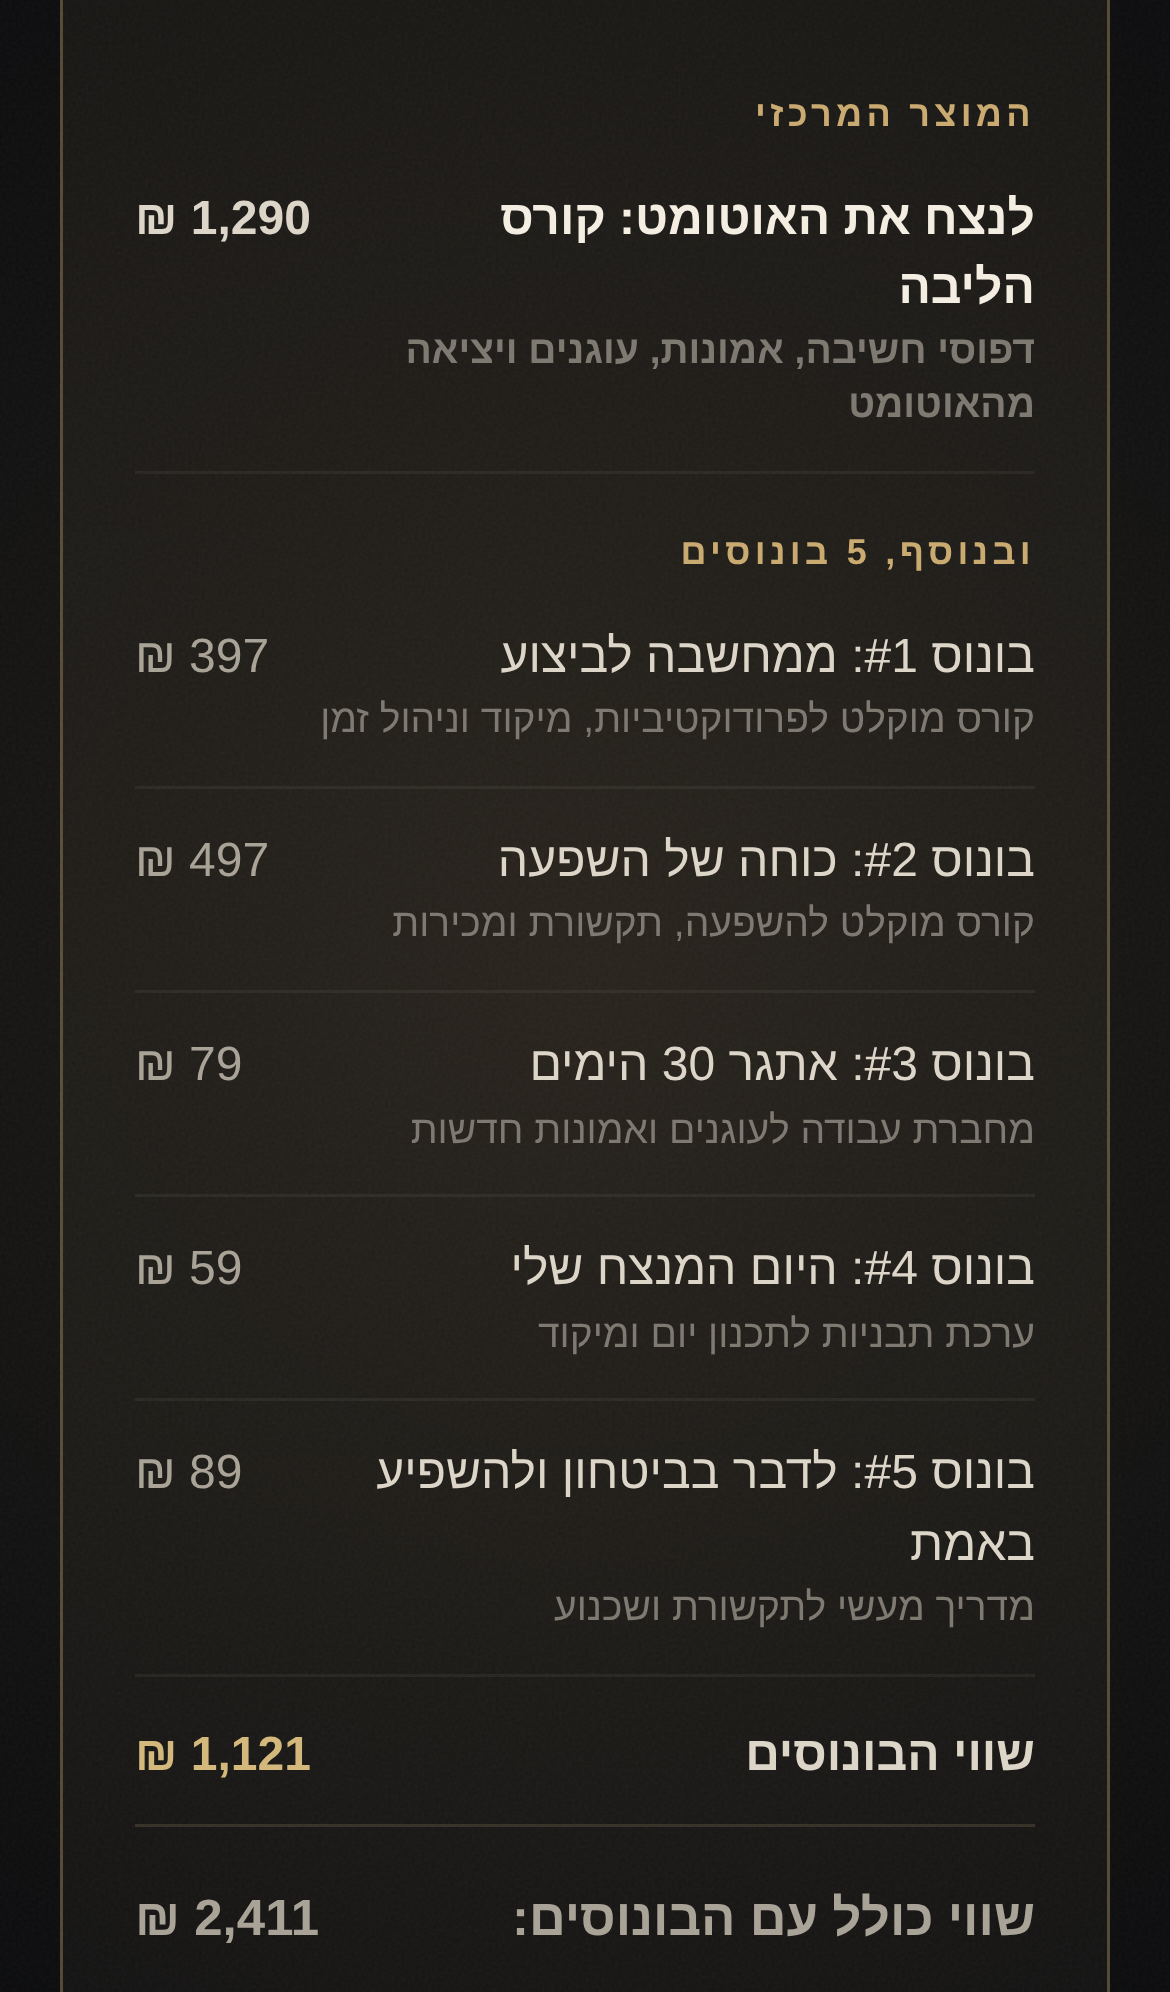 המוצר המרכזי
לנצח את האוטומט: קורס 1,290 ₪
הליבה
דפוסי חשיבה, אמונות, עוגנים ויציאה
מהאוטומט
ובנוסף, 5 בונוסים
בונוס #1: ממחשבה לביצוע 397 ₪
קורס מוקלט לפרודוקטיביות, מיקוד וניהול זמן
בונוס #2: כוחה של השפעה 497 ₪
קורס מוקלט להשפעה, תקשורת ומכירות
בונוס #3: אתגר 30 הימים 79 ₪
מחברת עבודה לעוגנים ואמונות חדשות
בונוס #4: היום המנצח שלי 59 ₪
ערכת תבניות לתכנון יום ומיקוד
בונוס #5: לדבר בביטחון ולהשפיע 89 ₪
באמת
מדריך מעשי לתקשורת ושכנוע
שווי הבונוסים 1,121 ₪
שווי כולל עם הבונוסים: 2,411 ₪